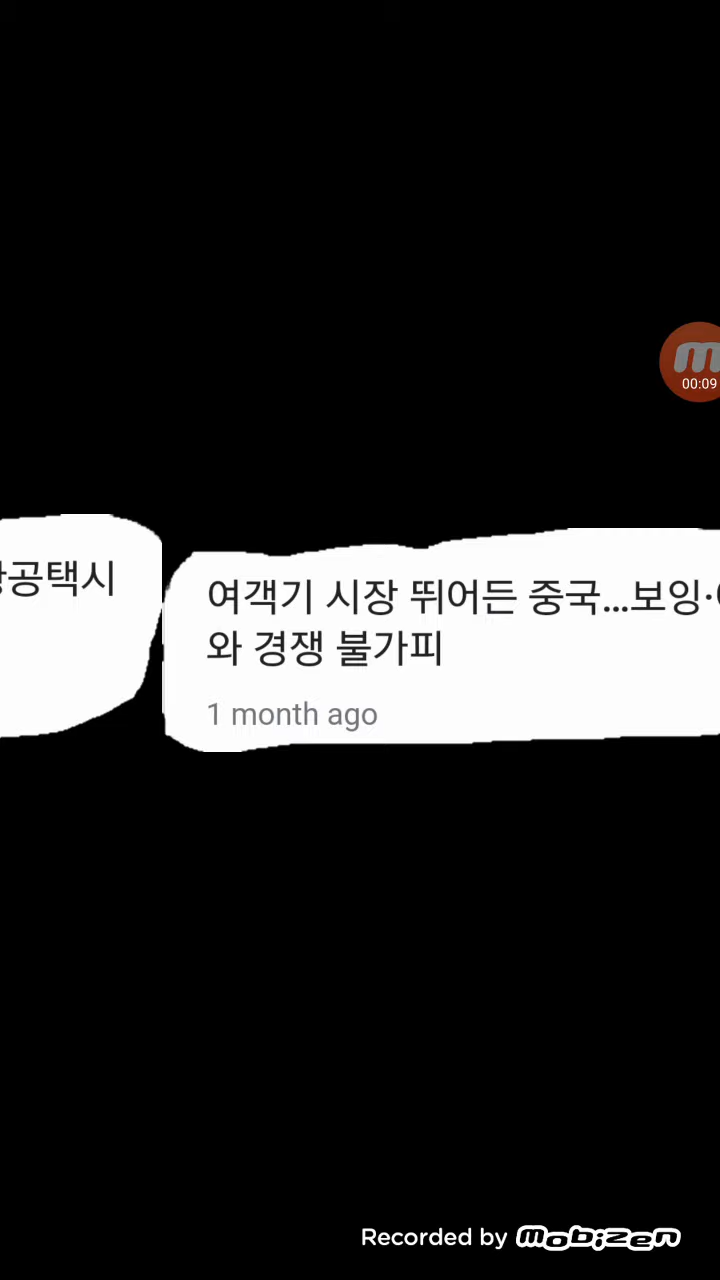 00:09
공택시
여객기 시장 뛰어든 중국...보잉·
와 경쟁 불가피
1 month ago
Recorded by mobizen